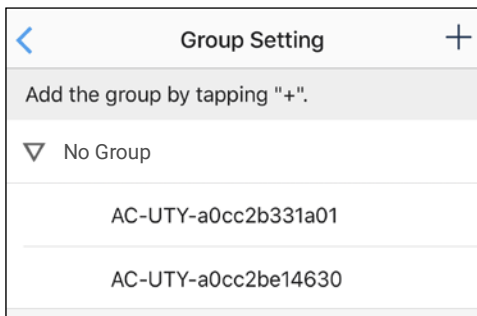 Group Setting +
Add the group by tapping "+".
No Group
AC-UTY-a0cc2b331a01
AC-UTY-a0cc2be14630